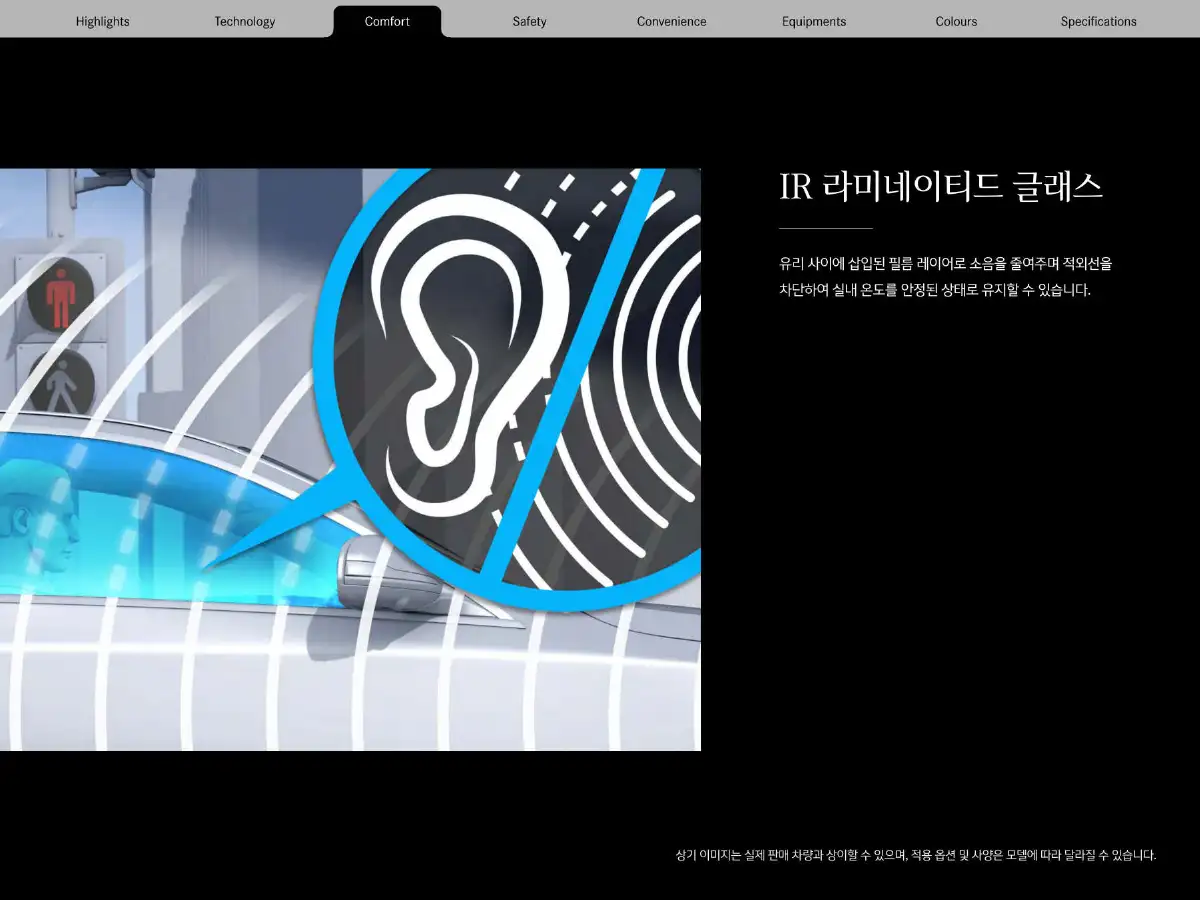 Highlights
Technology
Comfort
Safety
Convenience
Equipments
Colours
Specifications
IR 라미네이티드 글래스
유리 사이에 삽입된 필름 레이어로 소음을 줄여주며 적외선을
차단하여 실내 온도를 안정된 상태로 유지할 수 있습니다.
상기 이미지는 실제 판매 차량과 상이할 수 있으며, 적용 옵션 및 사양은 모델에 따라 달라질 수 있습니다.